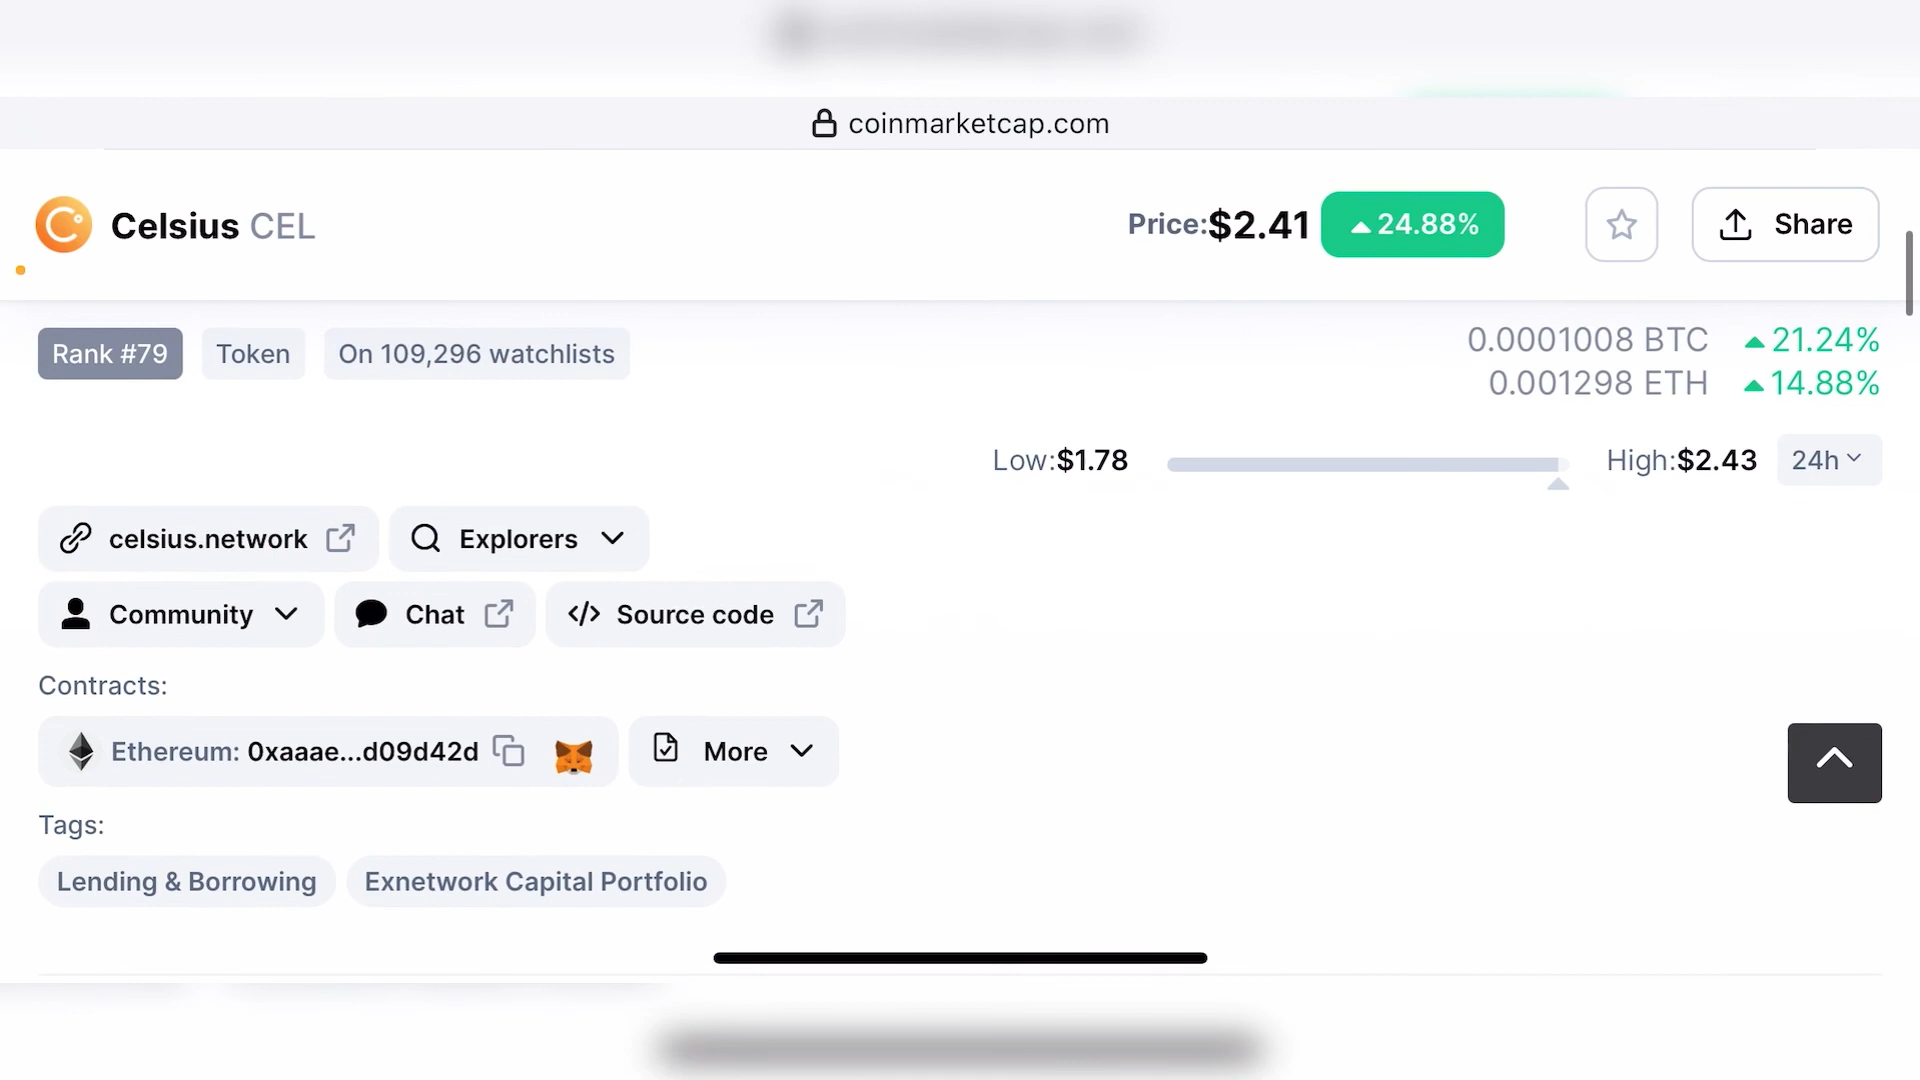 coinmarketcap.com
Celsius CEL
Price:$2.41
24.88%
Share
Rank #79
Token
On 109,296 watchlists
0.0001008 BTC
21.24%
0.001298 ETH
14.88%
Low:$1.78
High:$2.43
24h
celsius.network
Explorers
Community
Chat
Source code
Contracts:
Ethereum: 0xaaae...d09d42d
More
Tags:
Lending & Borrowing
Exnetwork Capital Portfolio